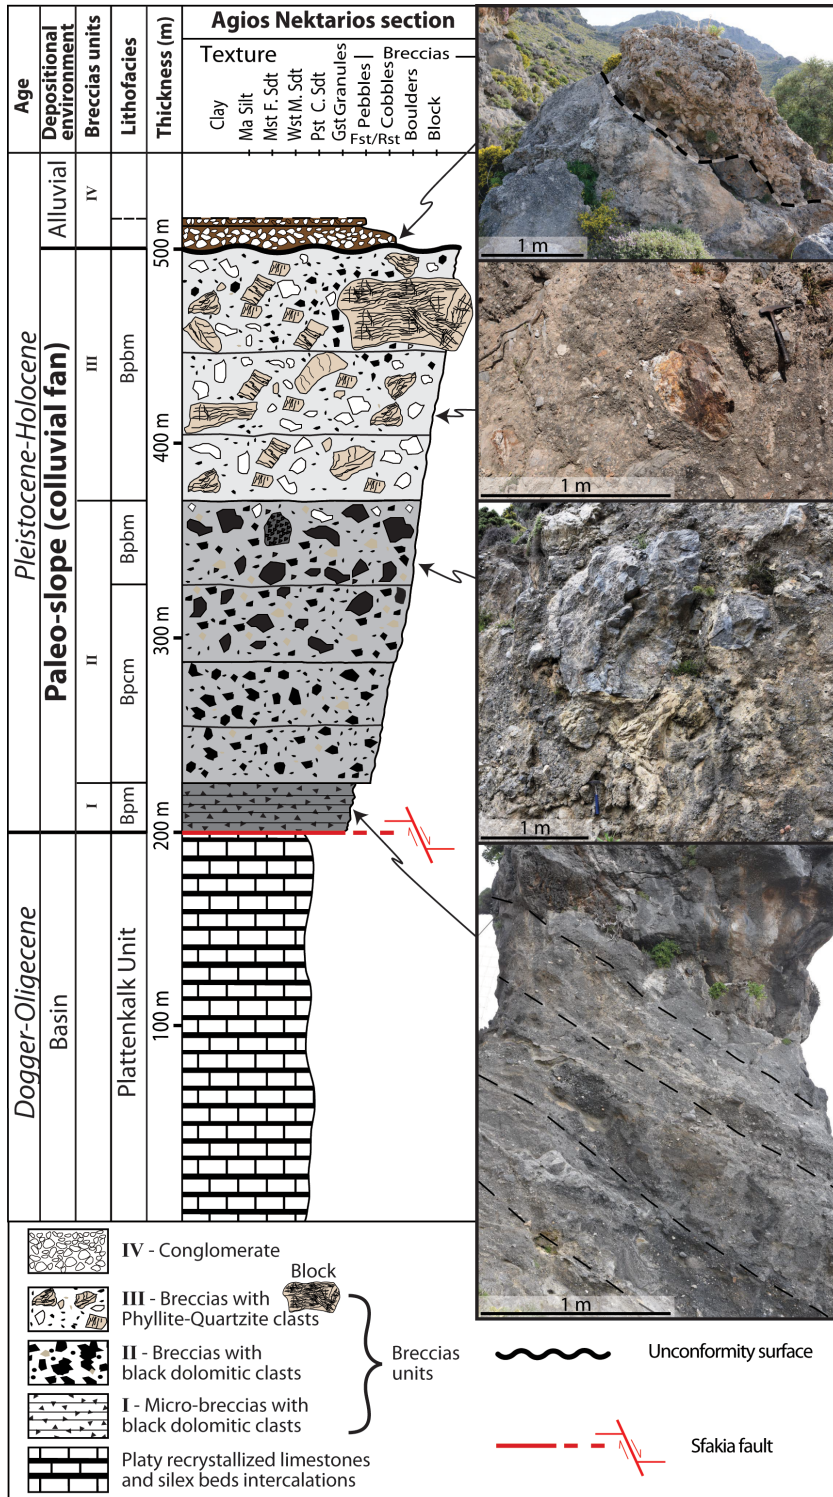 Agios Nektarios section
Age
Depositional
environment
Breccias units
Lithofacies
Thickness (m)
Texture
Breccias
Clay
Ma Silt
Mst F. Sdt
Wst M. Sdt
Pst C. Sdt
Gst Granules
Pebbles
Cobbles
Boulders
Block
Fst/Rst
Pleistocene-Holocene
Dogger-Oligecene
Alluvial
Paleo-slope (colluvial fan)
Basin
IV
III
II
I
Bpbm
Bpbm
Bpcm
Bpm
Plattenkalk Unit
500 m
400 m
300 m
200 m
100 m
1 m
1 m
1 m
1 m
IV - Conglomerate
Block
III - Breccias with
Phyllite-Quartzite clasts
II - Breccias with
black dolomitic clasts
I - Micro-breccias with
black dolomitic clasts
Breccias
units
Platy recrystallized limestones
and silex beds intercalations
Unconformity surface
Sfakia fault